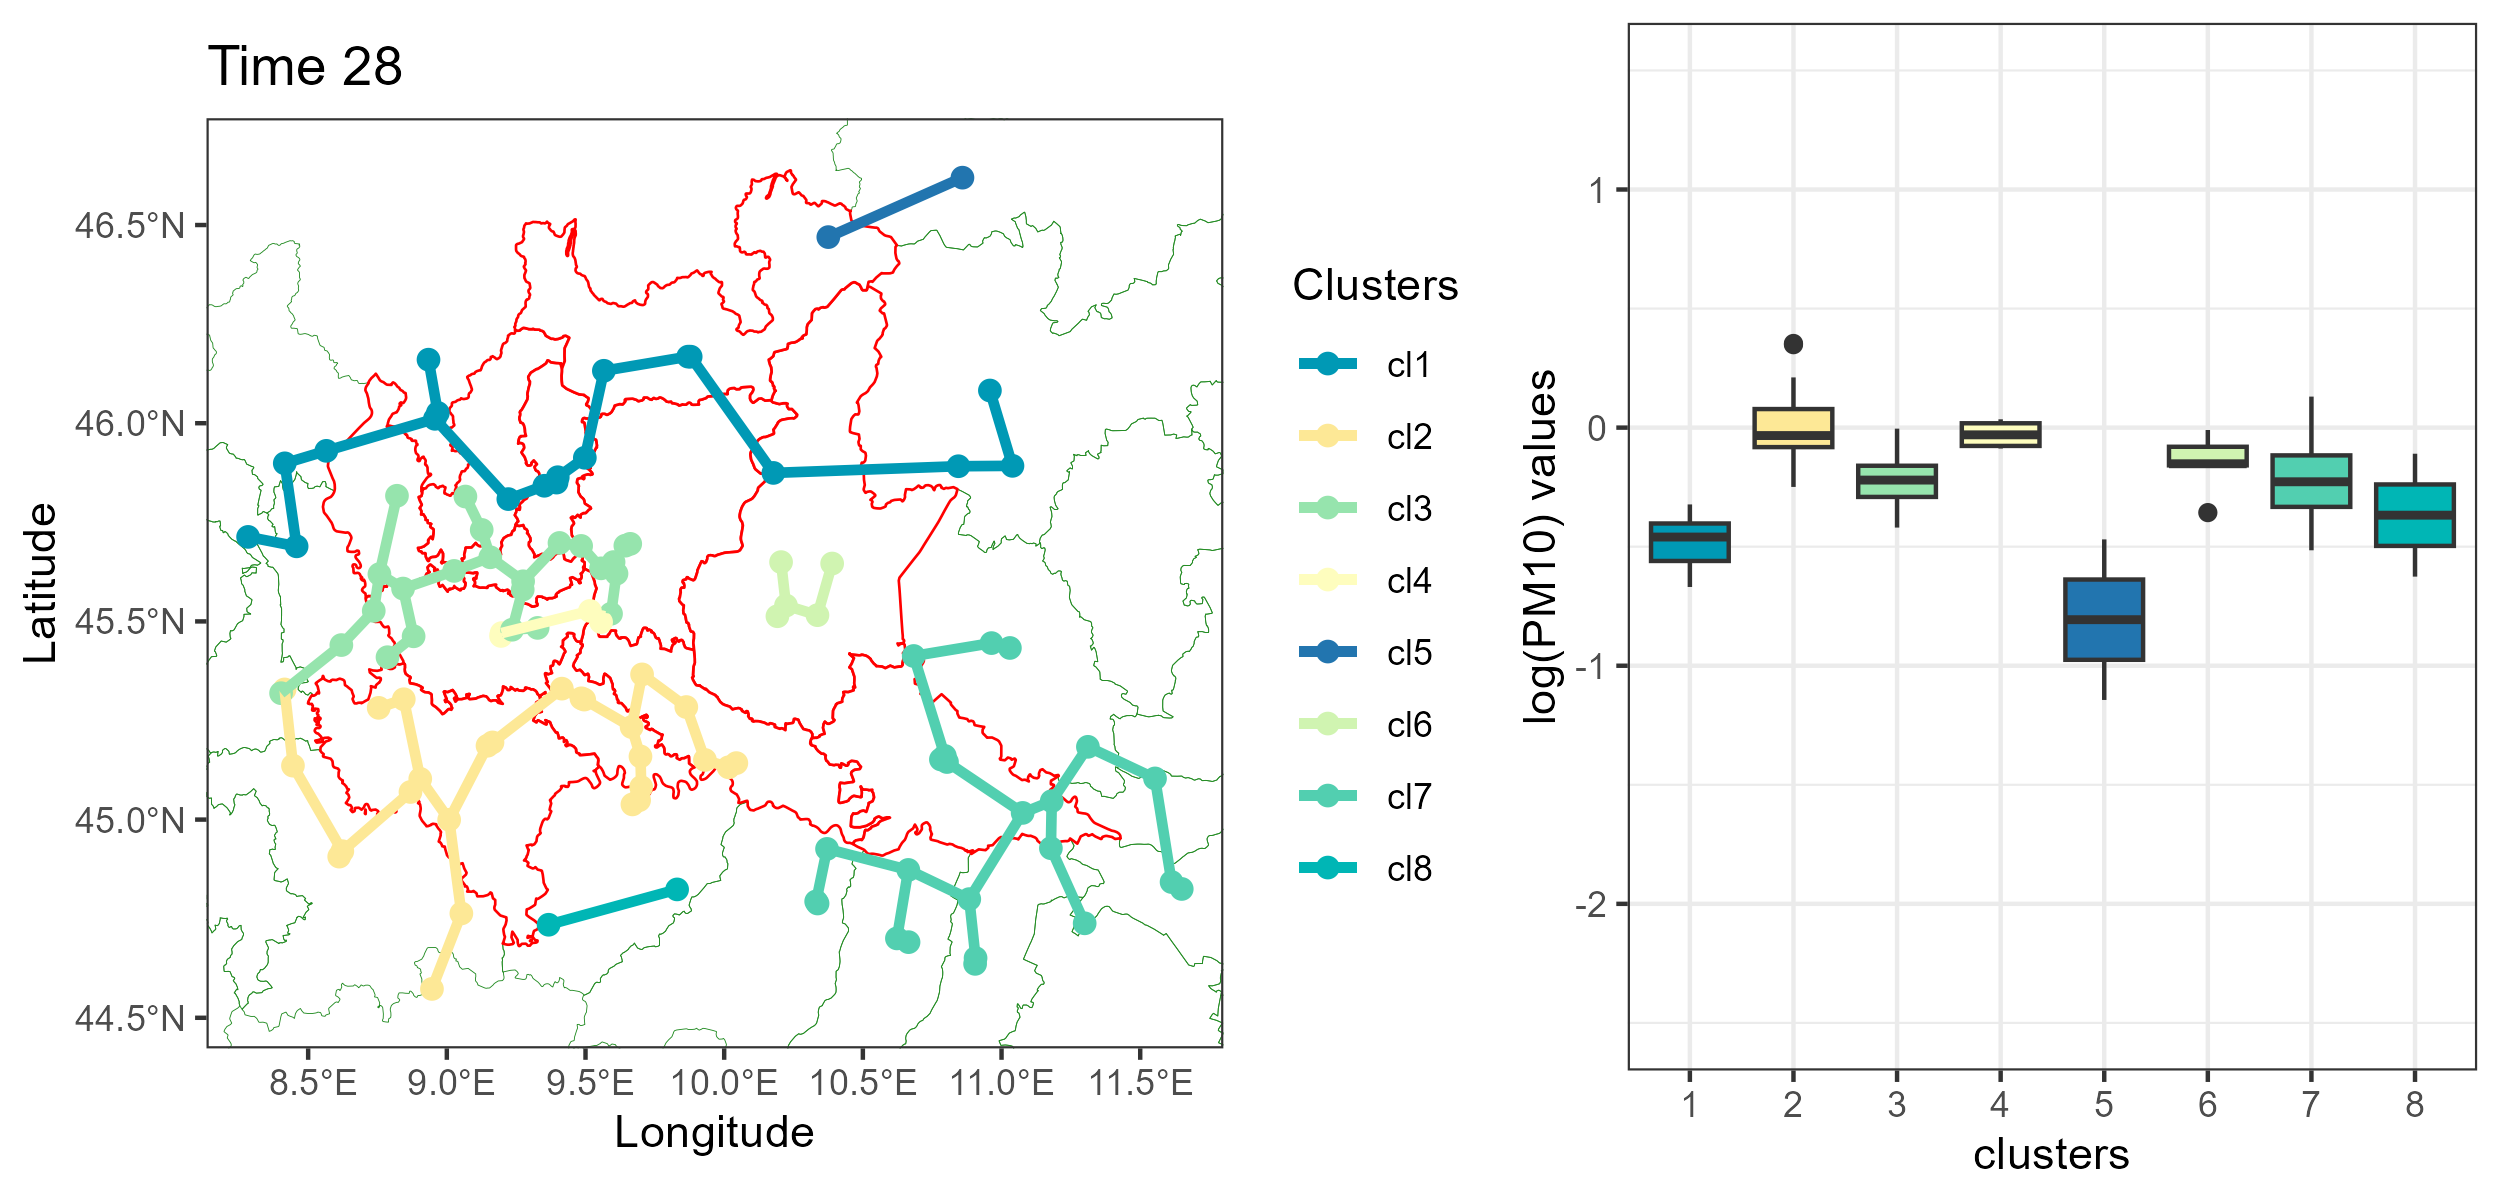 Time 28
46.5°N
46.0°N
45.5°N
45.0°N
44.5°N
Latitude
8.5°E 9.0°E 9.5°E 10.0°E 10.5°E 11.0°E 11.5°E
Longitude
Clusters
cl1
cl2
cl3
cl4
cl5
cl6
cl7
cl8
1
0
-1
-2
log(PM10) values
1 2 3 4 5 6 7 8
clusters